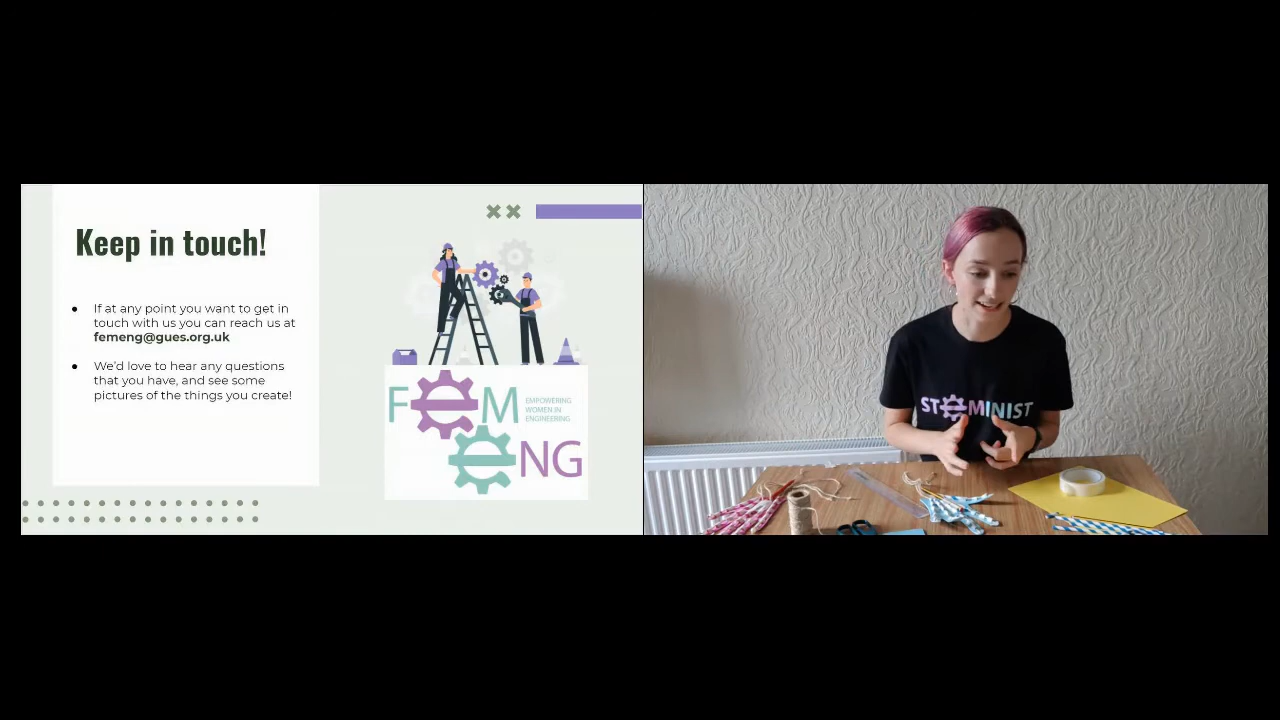 Keep in touch!
If at any point you want to get in
touch with us you can reach us at
femeng@gues.org.uk
We'd love to hear any questions
that you have, and see some
pictures of the things you create!
FeM
EMPOWERING
WOMEN IN
ENGINEERING
eNG
STEMINIST